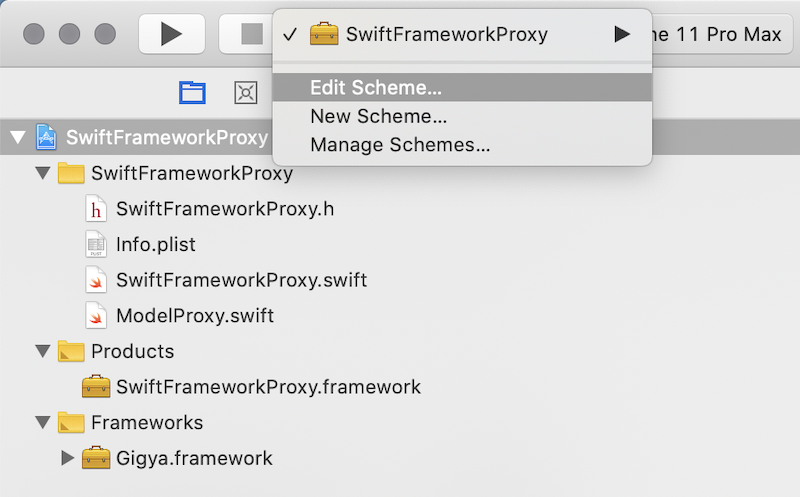 SwiftFrameworkProxy
ne 11 Pro Max
Edit Scheme...
New Scheme...
Manage Schemes...
SwiftFrameworkProxy
SwiftFrameworkProxy
h SwiftFrameworkProxy.h
PLIST Info.plist
SwiftFrameworkProxy.swift
ModelProxy.swift
Products
SwiftFrameworkProxy.framework
Frameworks
Gigya.framework